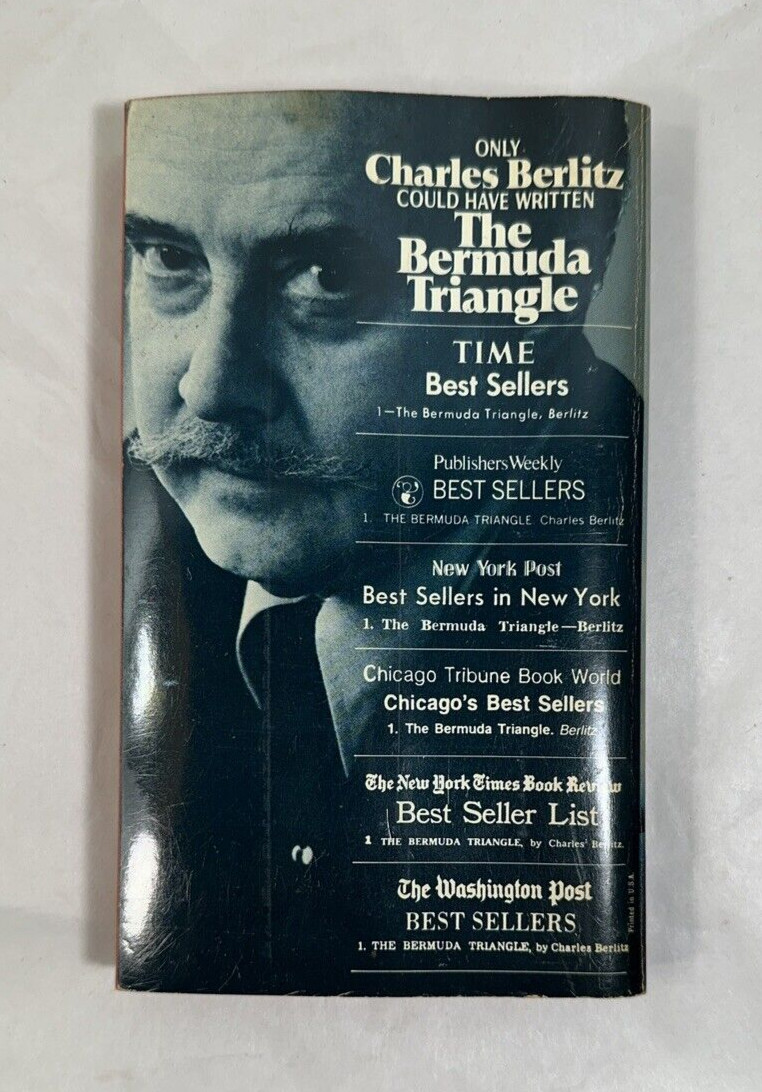 ONLY
Charles Berlitz
COULD HAVE WRITTEN
The
Bermuda
Triangle
TIME
Best Sellers
1—The Bermuda Triangle, Berlitz
Publishers Weekly
BEST SELLERS
1. THE BERMUDA TRIANGLE. Charles Berlitz
New York Post
Best Sellers in New York
1. The Bermuda Triangle—Berlitz
Chicago Tribune Book World
Chicago's Best Sellers
1. The Bermuda Triangle. Berlitz
The New York Times Book Review
Best Seller List
1 THE BERMUDA TRIANGLE, by Charles Berlitz.
The Washington Post
BEST SELLERS
1. THE BERMUDA TRIANGLE, by Charles Berlitz
Printed in U.S.A.